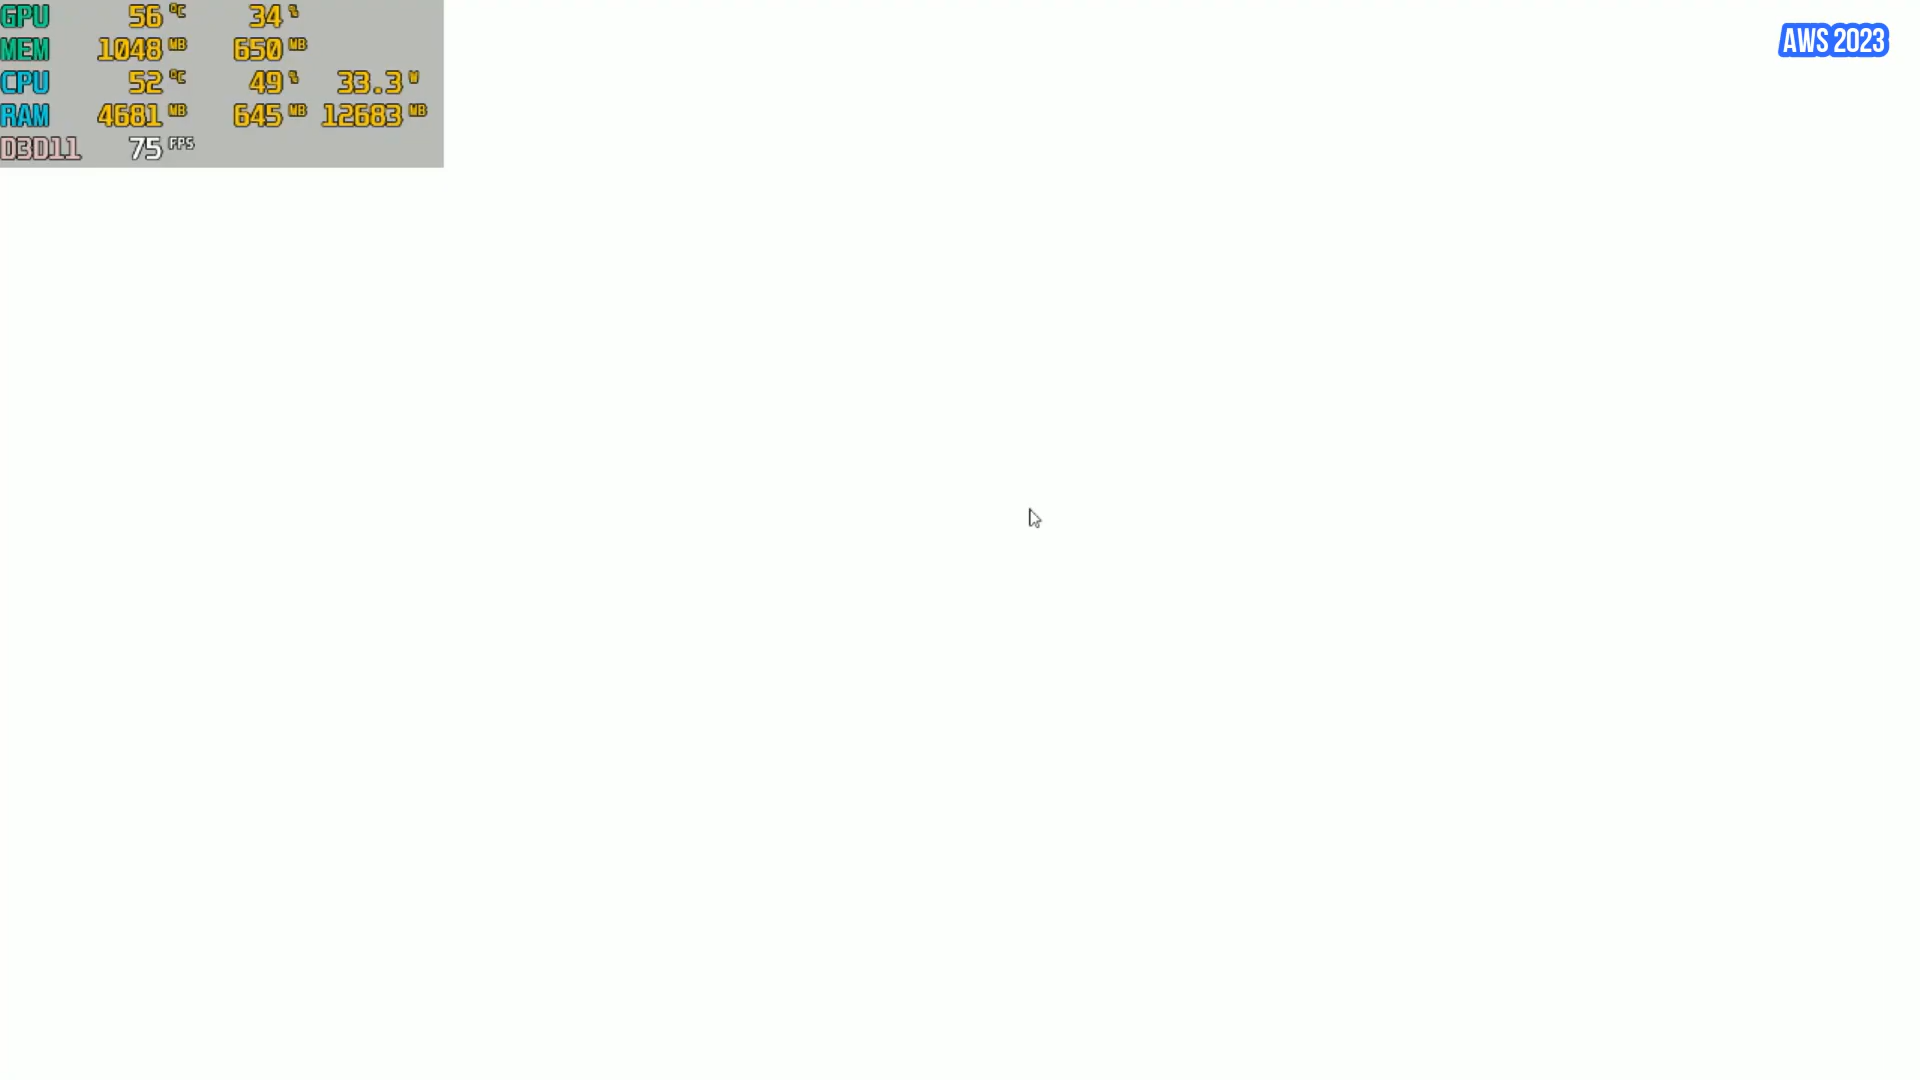 GPU 56 °C 34 %
MEM 1048 MB 650 MB
CPU 52 °C 49 % 33.3 W
RAM 4681 MB 645 MB 12683 MB
D3D11 75 FPS
AWS 2023